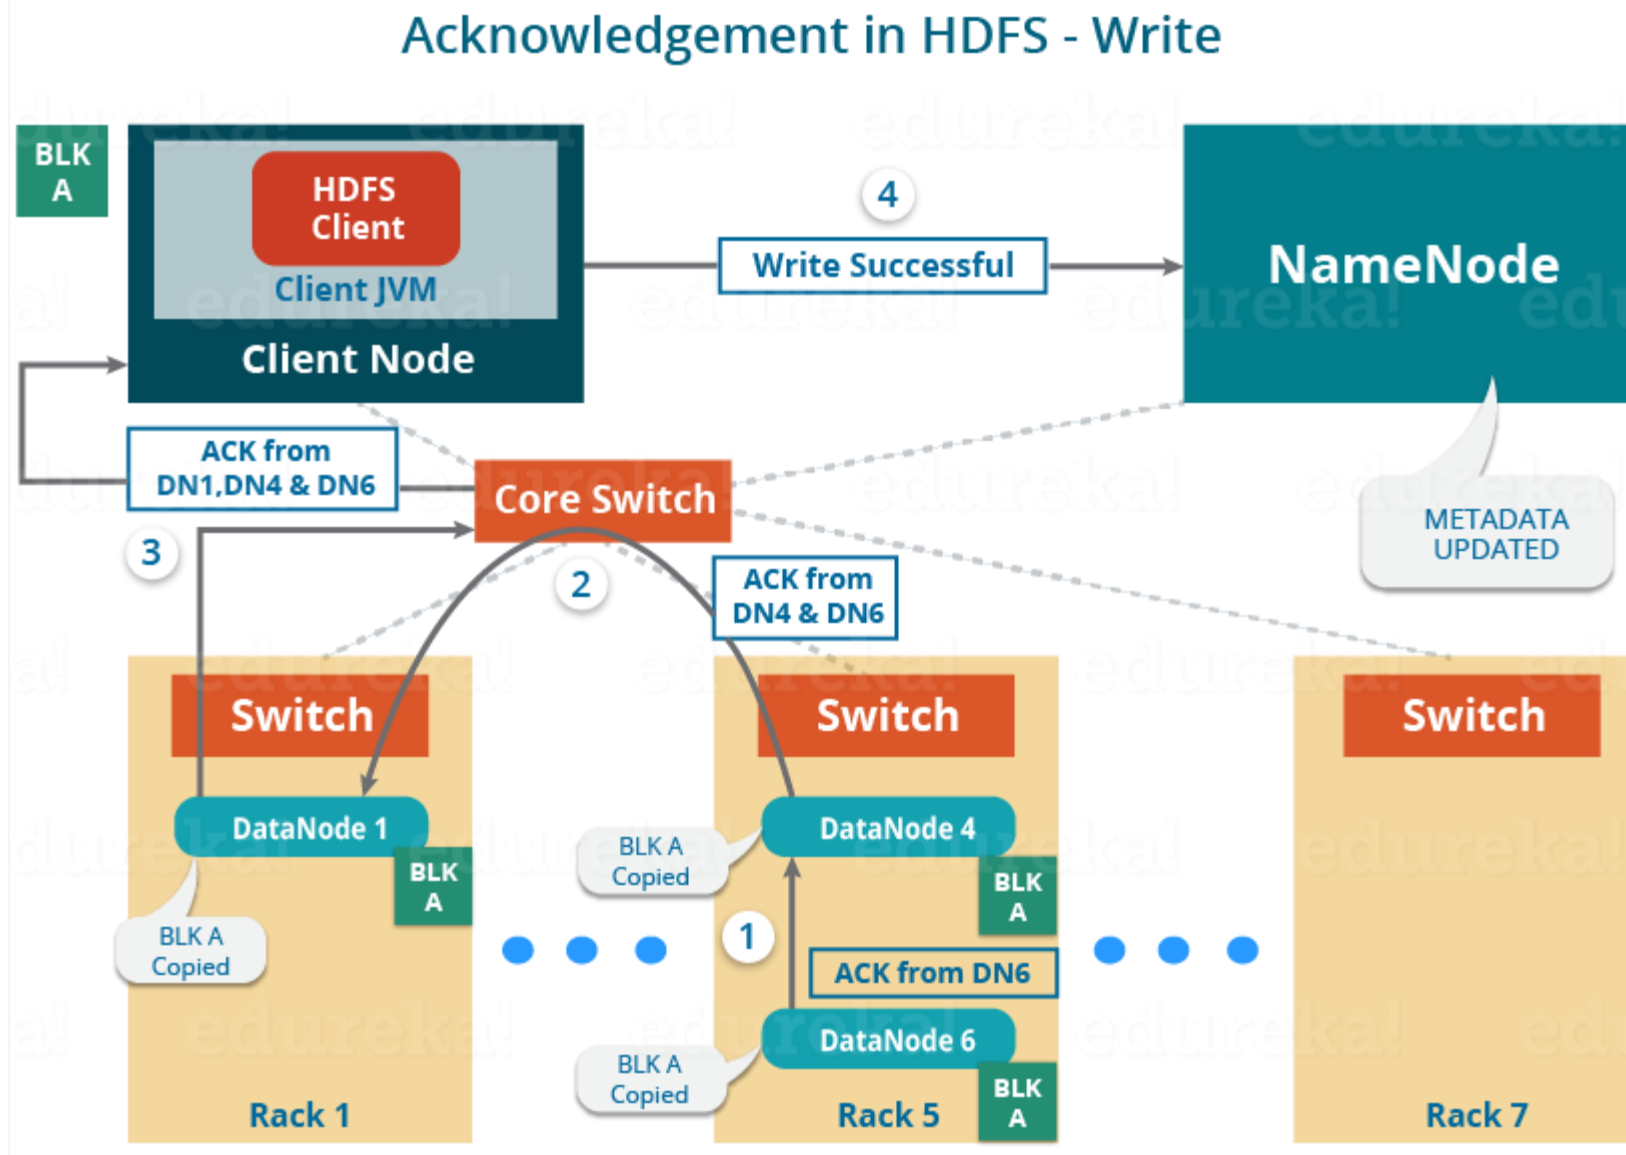 Acknowledgement in HDFS - Write
BLK
A
HDFS
Client
Client JVM
Client Node
4
Write Successful
NameNode
ACK from
DN1,DN4 & DN6
Core Switch
METADATA
UPDATED
3
2
ACK from
DN4 & DN6
Switch
Switch
Switch
DataNode 1
BLK
A
BLK A
Copied
DataNode 4
BLK A
Copied
BLK
A
1
ACK from DN6
DataNode 6
BLK A
Copied
BLK
A
Rack 1
Rack 5
Rack 7
edureka!